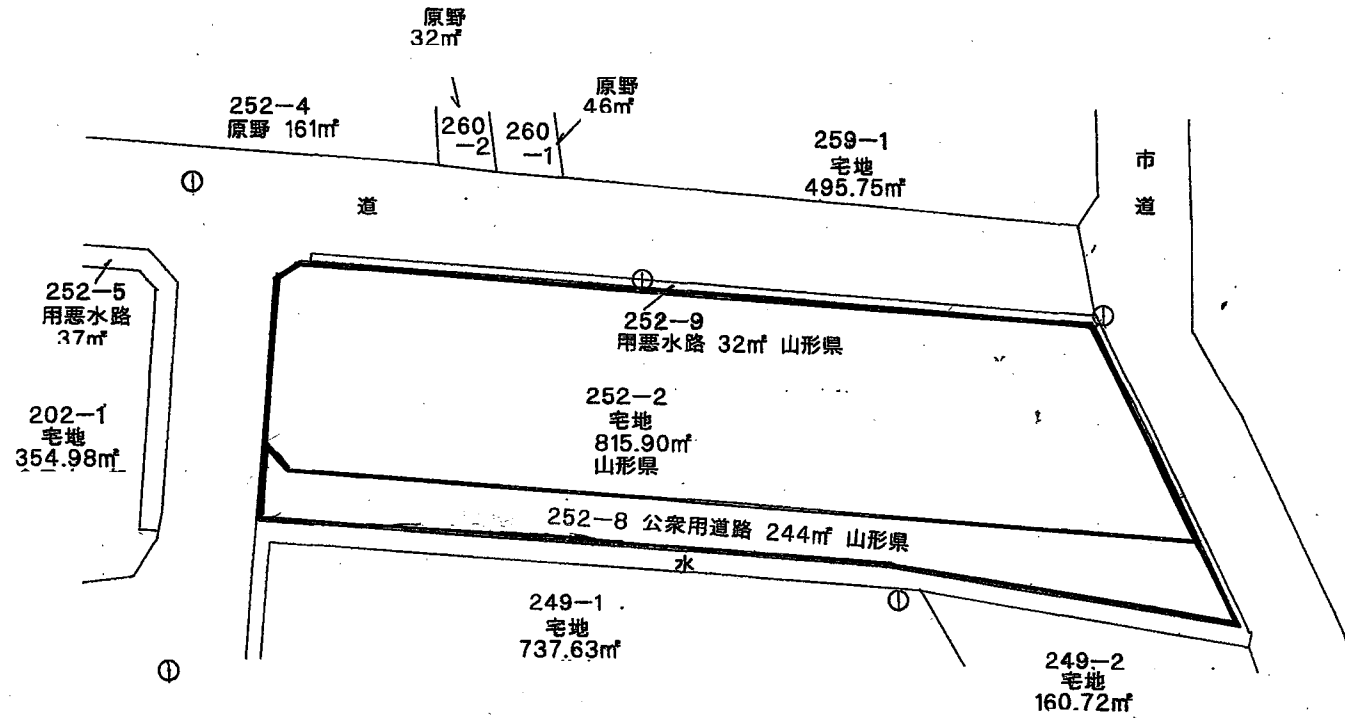 原野
32㎡
原野
46㎡
252-4
原野 161㎡
260
-2
260
-1
259-1
宅地
495.75㎡
市
道
道
252-5
用悪水路
37㎡
252-9
用悪水路 32㎡ 山形県
252-2
宅地
815.90㎡
山形県
202-1
宅地
354.98㎡
252-8 公衆用道路 244㎡ 山形県
水
249-1
宅地
737.63㎡
249-2
宅地
160.72㎡